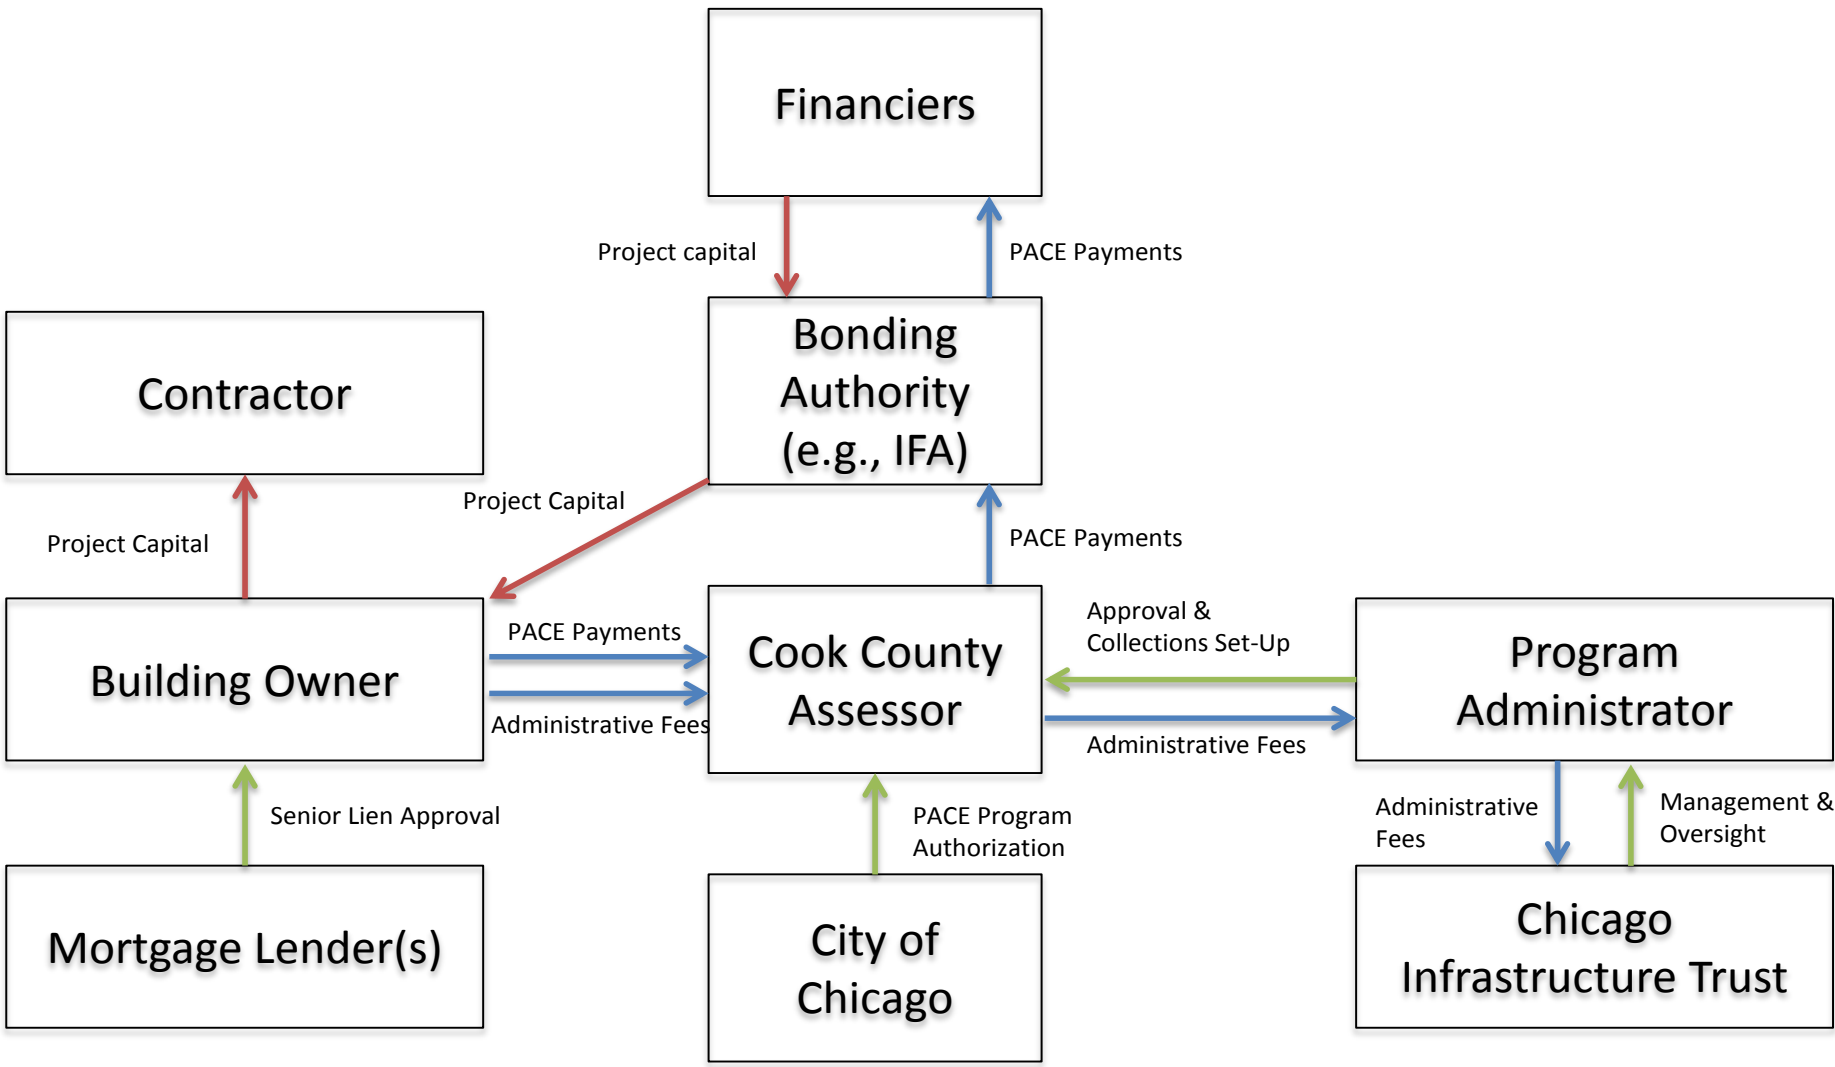 Financiers
Project capital
PACE Payments
Bonding
Authority
(e.g., IFA)
Contractor
Project Capital
Project Capital
PACE Payments
Building Owner
PACE Payments
Administrative Fees
Cook County
Assessor
Approval &
Collections Set-Up
Administrative Fees
Program
Administrator
Senior Lien Approval
PACE Program
Authorization
Administrative
Fees
Management &
Oversight
Mortgage Lender(s)
City of
Chicago
Chicago
Infrastructure Trust